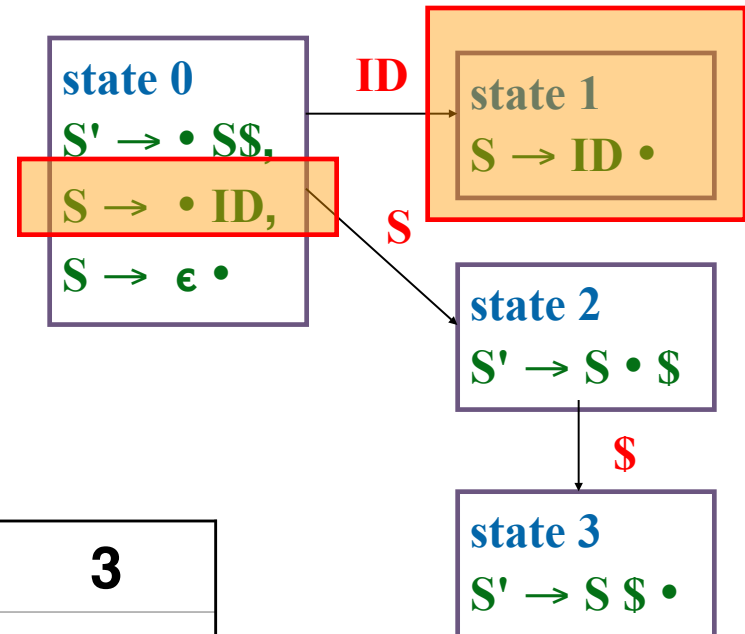 state 0
S' → • S$,
S → • ID,
S → ϵ •
ID
state 1
S → ID •
S
state 2
S' → S • $
$
state 3
S' → S $ •
3